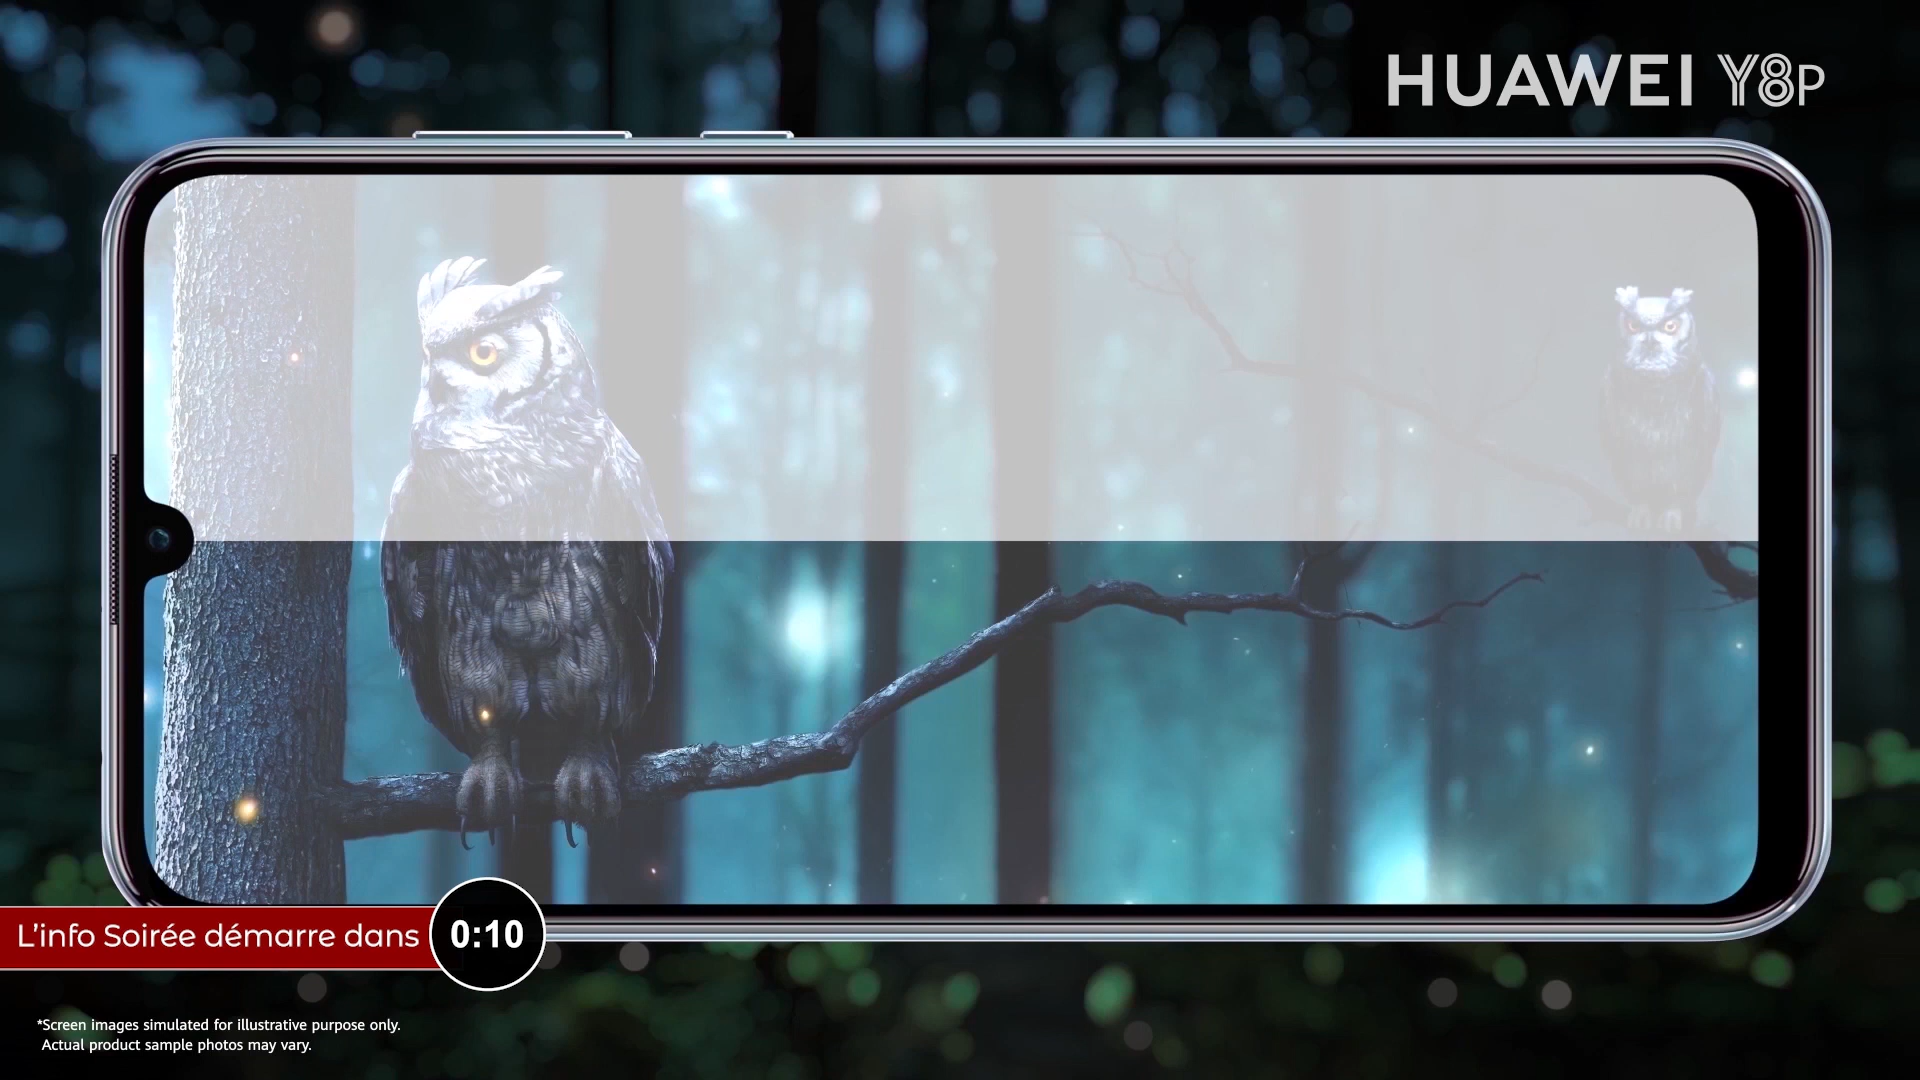 HUAWEI Y8P
L'info Soirée démarre dans 0:10
*Screen images simulated for illustrative purpose only.
Actual product sample photos may vary.